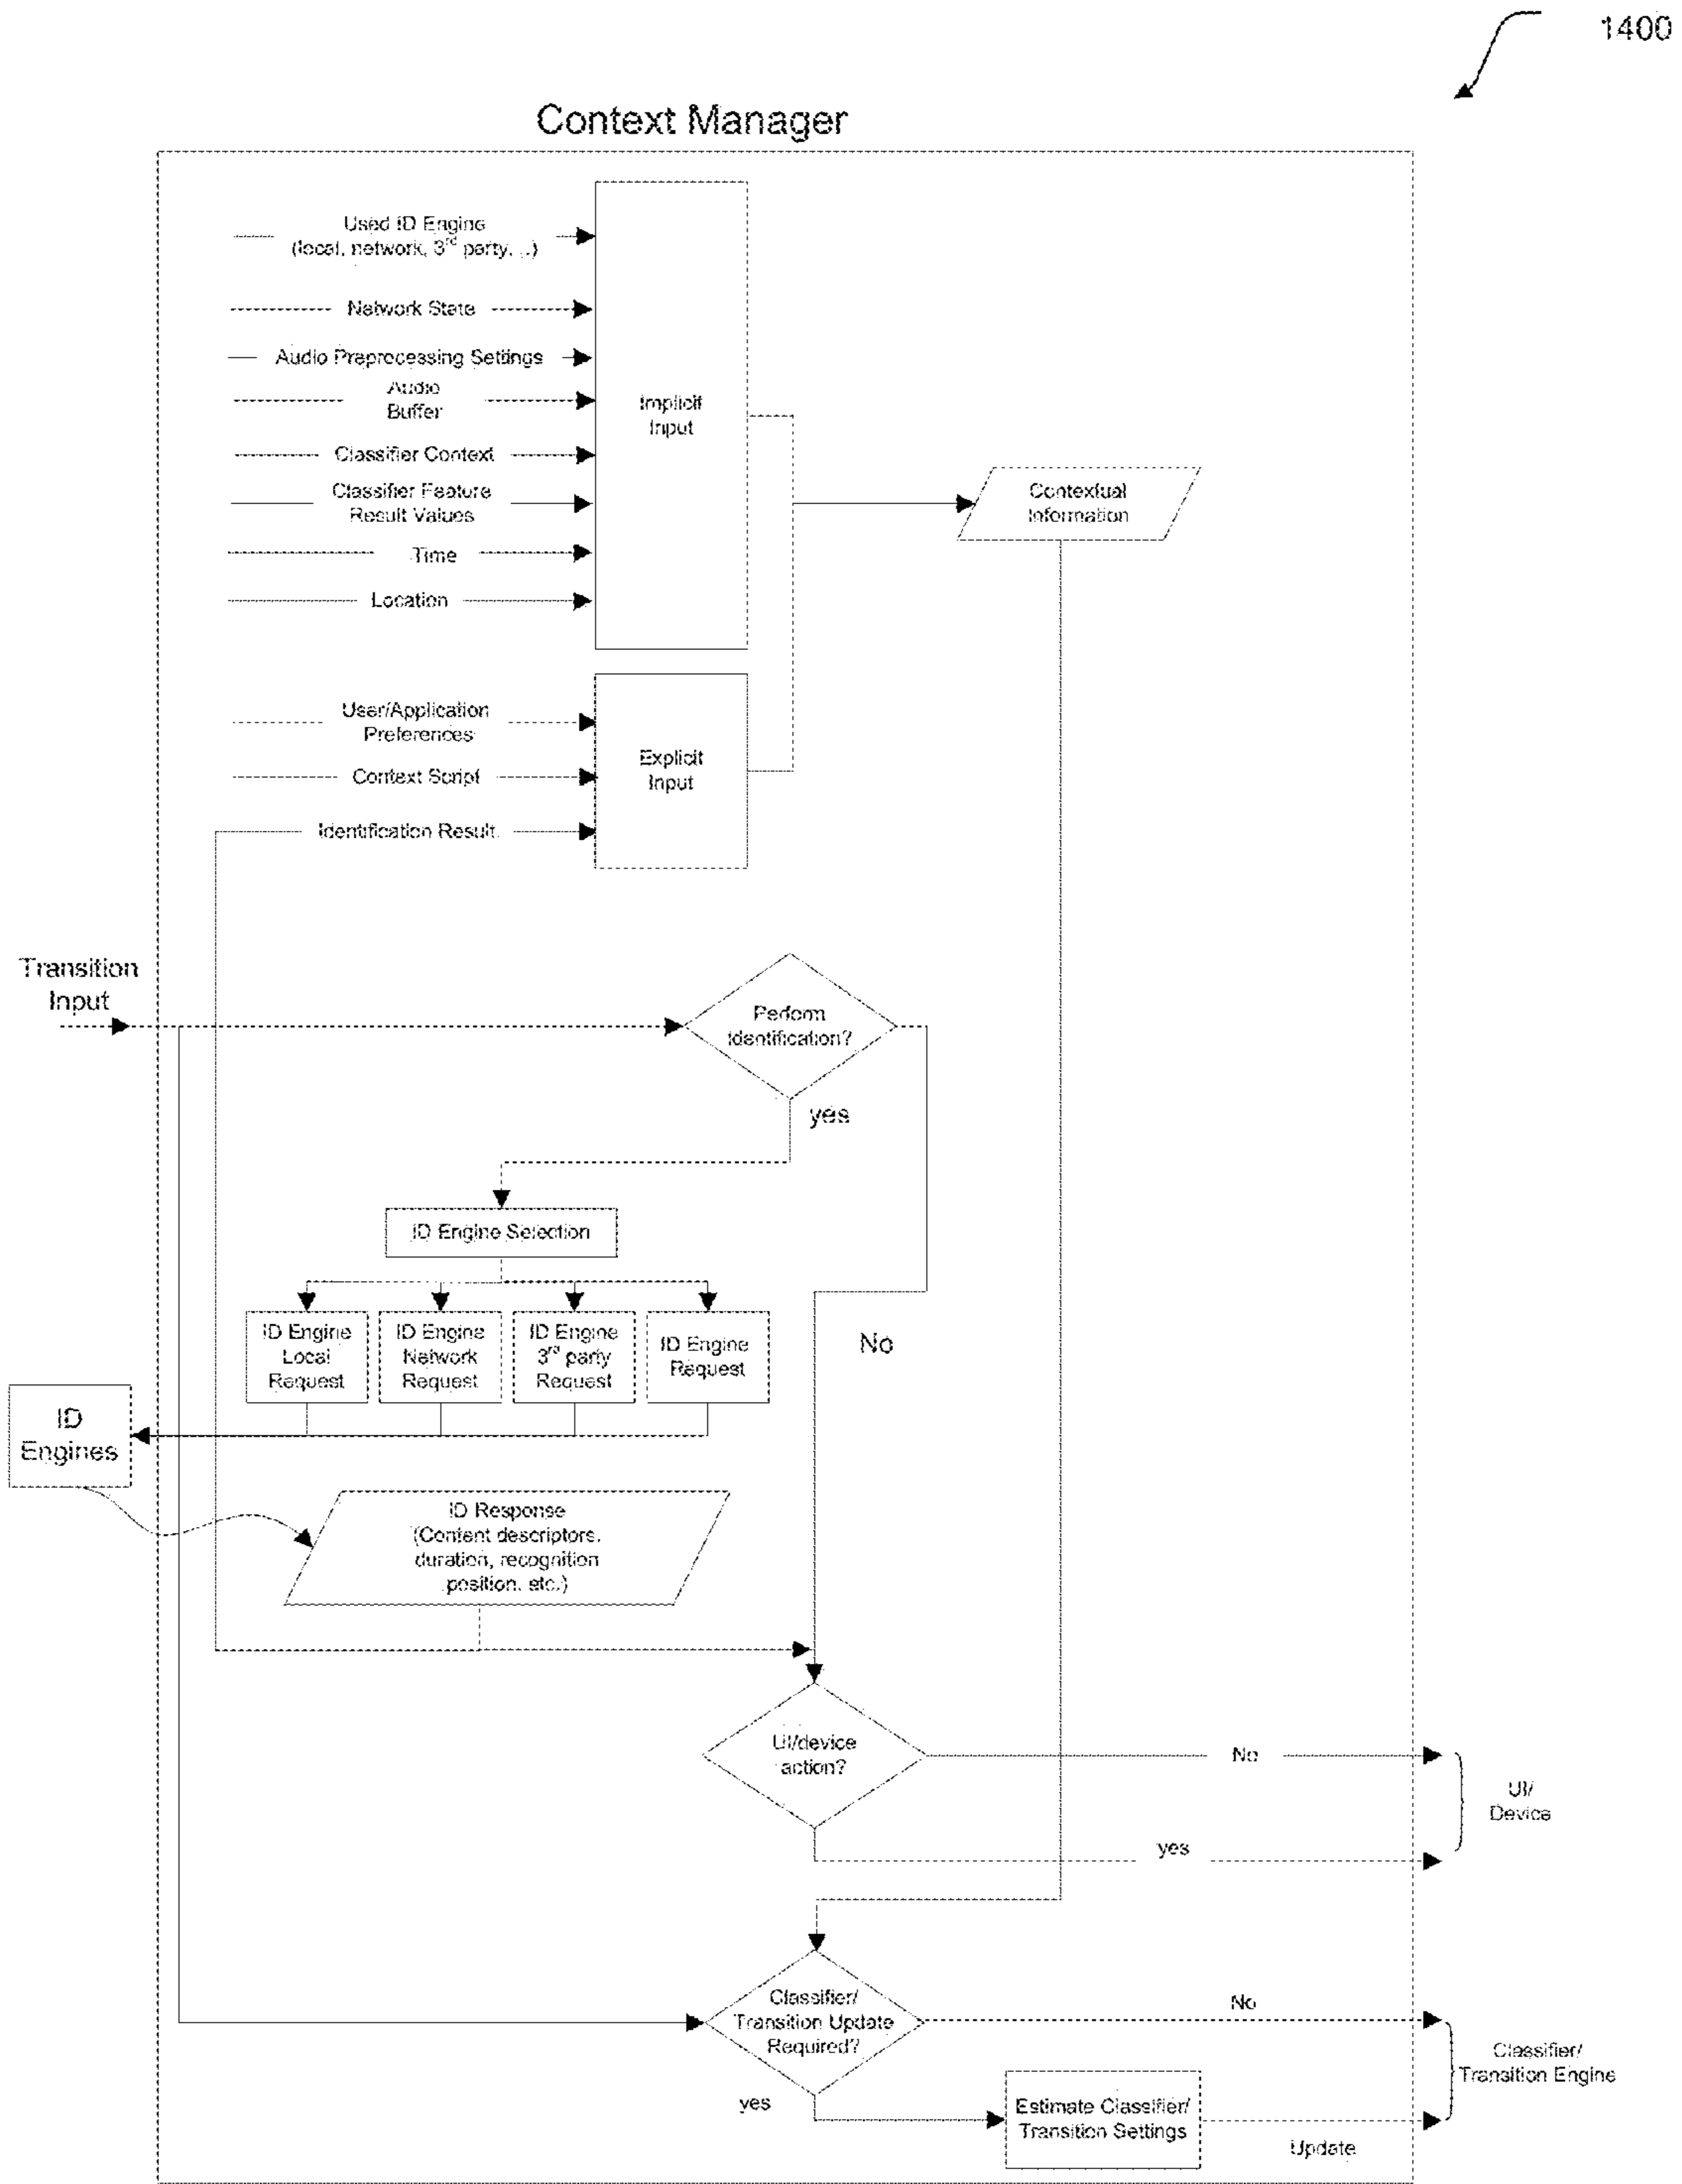 1400
Context Manager
Used ID Engine
(local, network, 3rd party, ..)
Network State
Audio Preprocessing Settings
Audio
Buffer
Classifier Context
Classifier Feature
Result Values
Time
Location
Implicit
Input
Contextual
Information
User/Application
Preferences
Context Script
Identification Result
Explicit
Input
Transition
Input
Perform
Identification?
yes
No
ID Engine Selection
ID Engine
Local
Request
ID Engine
Network
Request
ID Engine
3rd party
Request
ID Engine
Request
ID
Engines
ID Response
(Content descriptors,
duration, recognition
position, etc.)
UI/device
action?
No
yes
UI/
Device
Classifier/
Transition Update
Required?
No
yes
Estimate Classifier/
Transition Settings
Update
Classifier/
Transition Engine